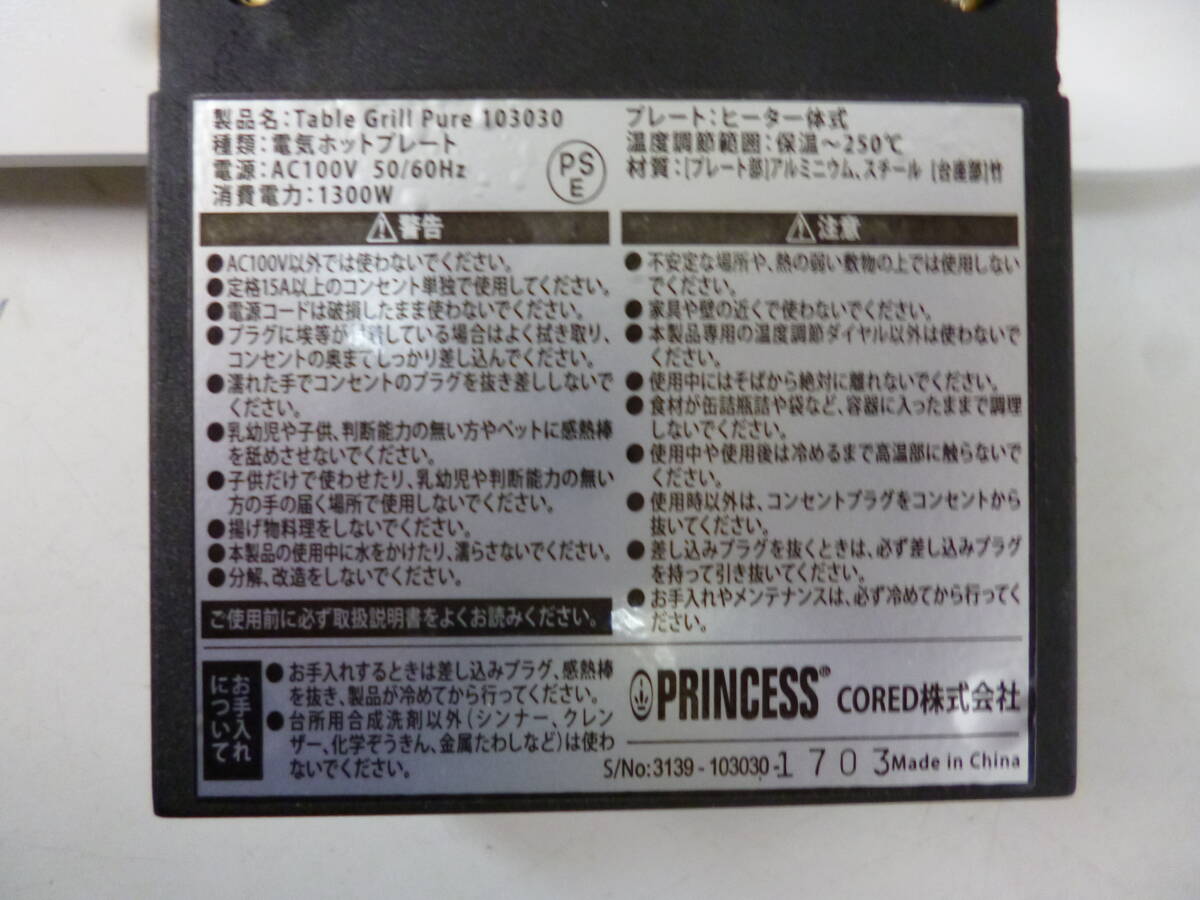 製品名:Table Grill Pure 103030
種類:電気ホットプレート
電源:AC100V 50/60Hz
消費電力:1300W
PS
E
プレート:ヒーター体式
温度調節範囲:保温～250℃
材質:[プレート部]アルミニウム、スチール [台座部]竹
警告
●AC100V以外では使わないでください。
●定格15A以上のコンセント単独で使用してください。
●電源コードは破損したまま使わないでください。
●プラグに埃等が付着している場合はよく拭き取り、
コンセントの奥までしっかり差し込んでください。
●濡れた手でコンセントのプラグを抜き差ししないで
ください。
●乳幼児や子供、判断能力の無い方やペットに感熱棒
を舐めさせないでください。
●子供だけで使わせたり、乳幼児や判断能力の無い
方の手の届く場所で使用しないでください。
●揚げ物料理をしないでください。
●本製品の使用中に水をかけたり、濡らさないでください。
●分解、改造をしないでください。
ご使用前に必ず取扱説明書をよくお読みください。
注意
●不安定な場所や、熱の弱い敷物の上では使用しない
でください。
●家具や壁の近くで使わないでください。
●本製品専用の温度調節ダイヤル以外は使わないで
ください。
●使用中にはそばから絶対に離れないでください。
●食材が缶詰瓶詰や袋など、容器に入ったままで調理
しないでください。
●使用中や使用後は冷めるまで高温部に触らないで
ください。
●使用時以外は、コンセントプラグをコンセントから
抜いてください。
●差し込みプラグを抜くときは、必ず差し込みプラグ
を持って引き抜いてください。
●お手入れやメンテナンスは、必ず冷めてから行ってく
ださい。
お手入れ
について
●お手入れするときは差し込みプラグ、感熱棒
を抜き、製品が冷めてから行ってください。
●台所用合成洗剤以外(シンナー、クレン
ザー、化学ぞうきん、金属たわしなど)は使わ
ないでください。
PRINCESS® CORED株式会社
S/No:3139-103030-1703 Made in China